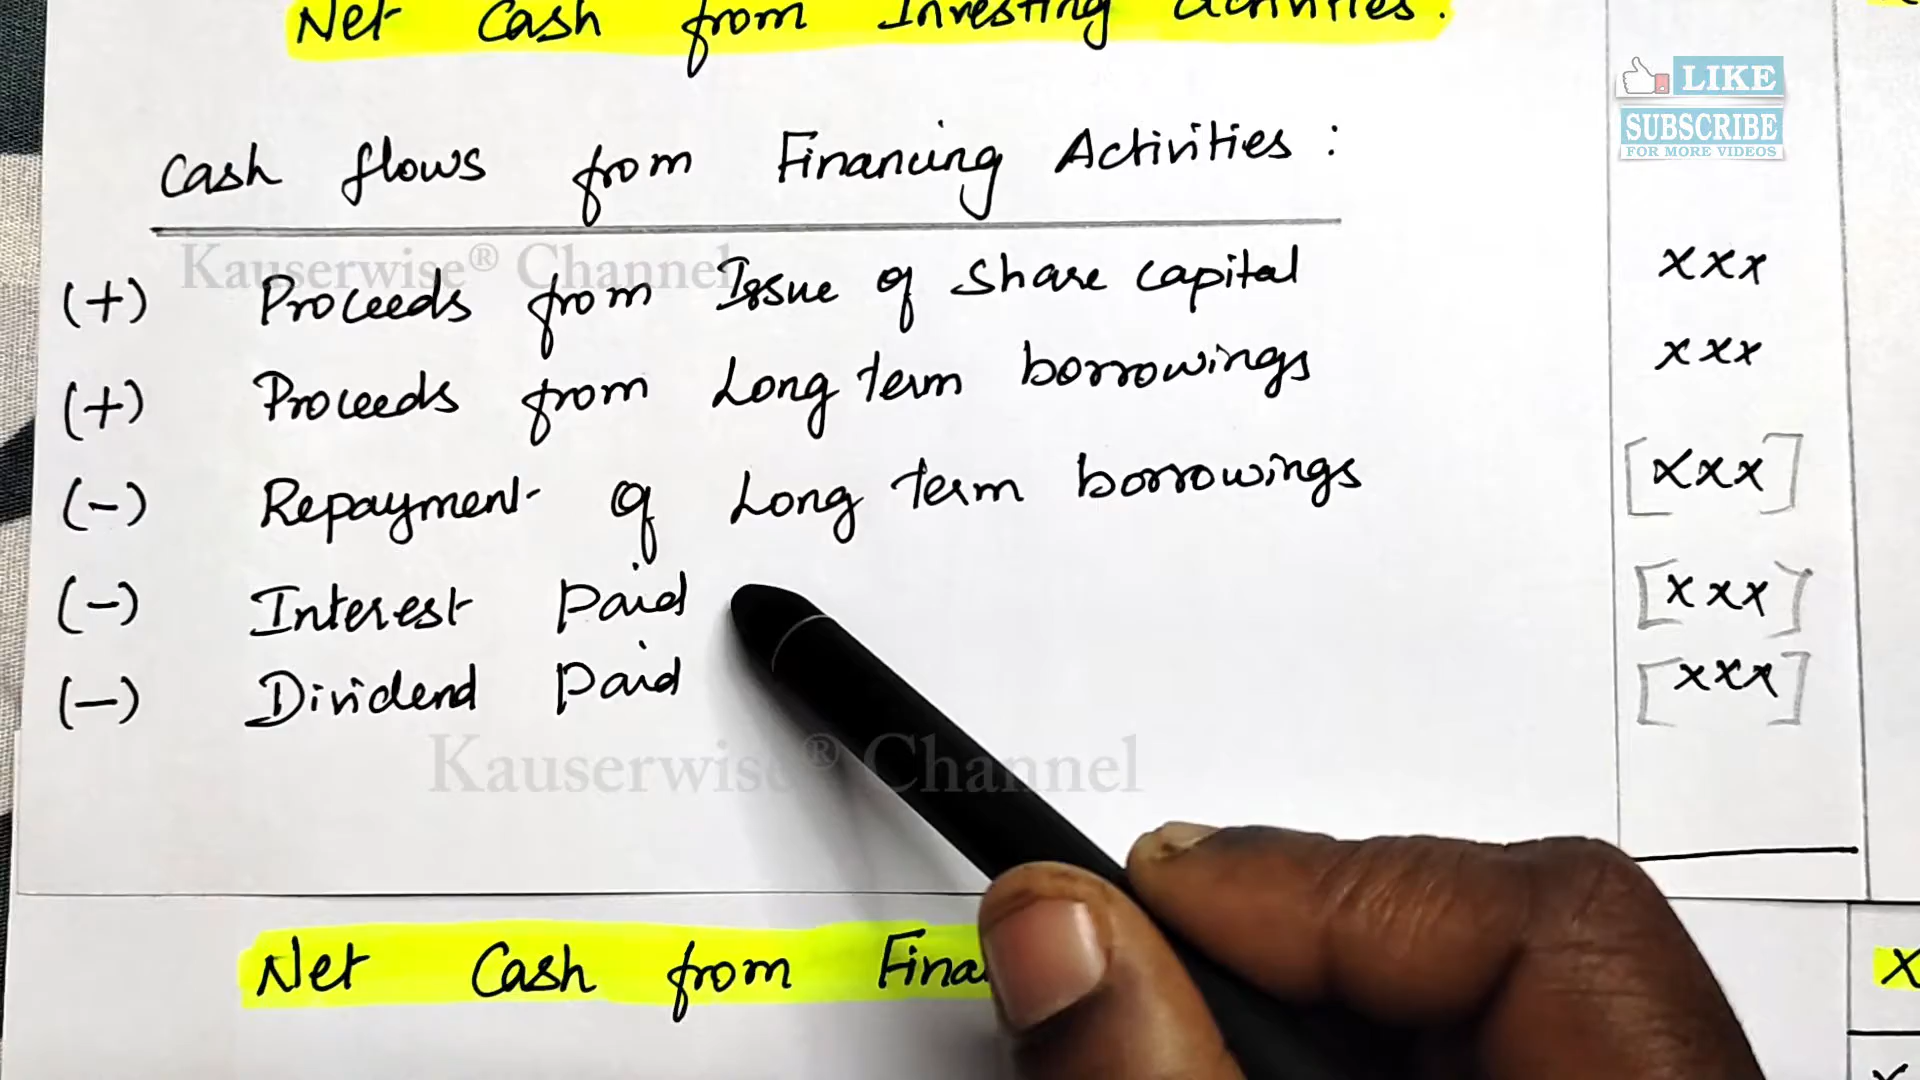 Net Cash from Investing Activities:
LIKE
SUBSCRIBE
FOR MORE VIDEOS
Cash flows from Financing Activities:
Kauserwise® Channel
(+) Proceeds from Issue of Share capital xxx
(+) Proceeds from Long term borrowings xxx
(-) Repayment of Long term borrowings [xxx]
(-) Interest Paid [xxx]
(-) Dividend Paid [xxx]
Kauserwise® Channel
Net Cash from